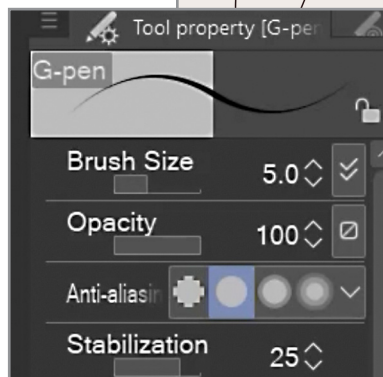 Tool property [G-pen
G-pen
Brush Size 5.0
Opacity 100
Anti-aliasin
Stabilization 25